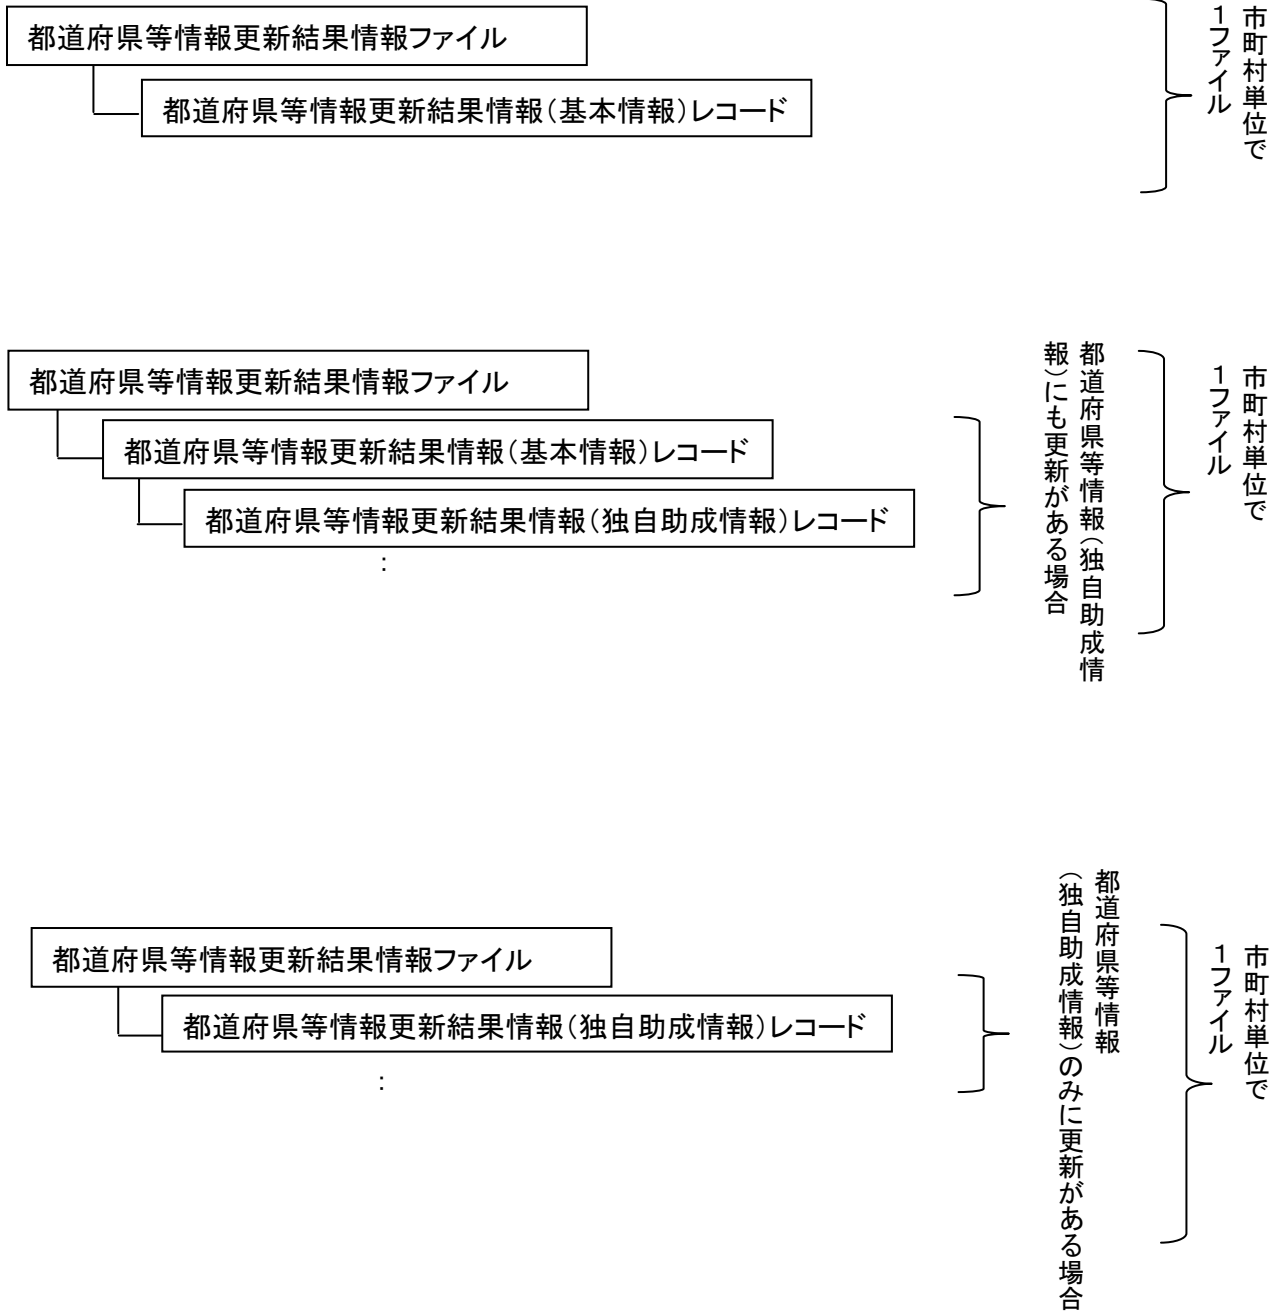 都道府県等情報更新結果情報ファイル
都道府県等情報更新結果情報（基本情報）レコード
市町村単位で
１ファイル
都道府県等情報更新結果情報ファイル
都道府県等情報更新結果情報（基本情報）レコード
都道府県等情報更新結果情報（独自助成情報）レコード
：
都道府県等情報（独自助成情
報）にも更新がある場合
市町村単位で
１ファイル
都道府県等情報更新結果情報ファイル
都道府県等情報更新結果情報（独自助成情報）レコード
：
都道府県等情報
（独自助成情報）のみに更新がある場合
市町村単位で
１ファイル